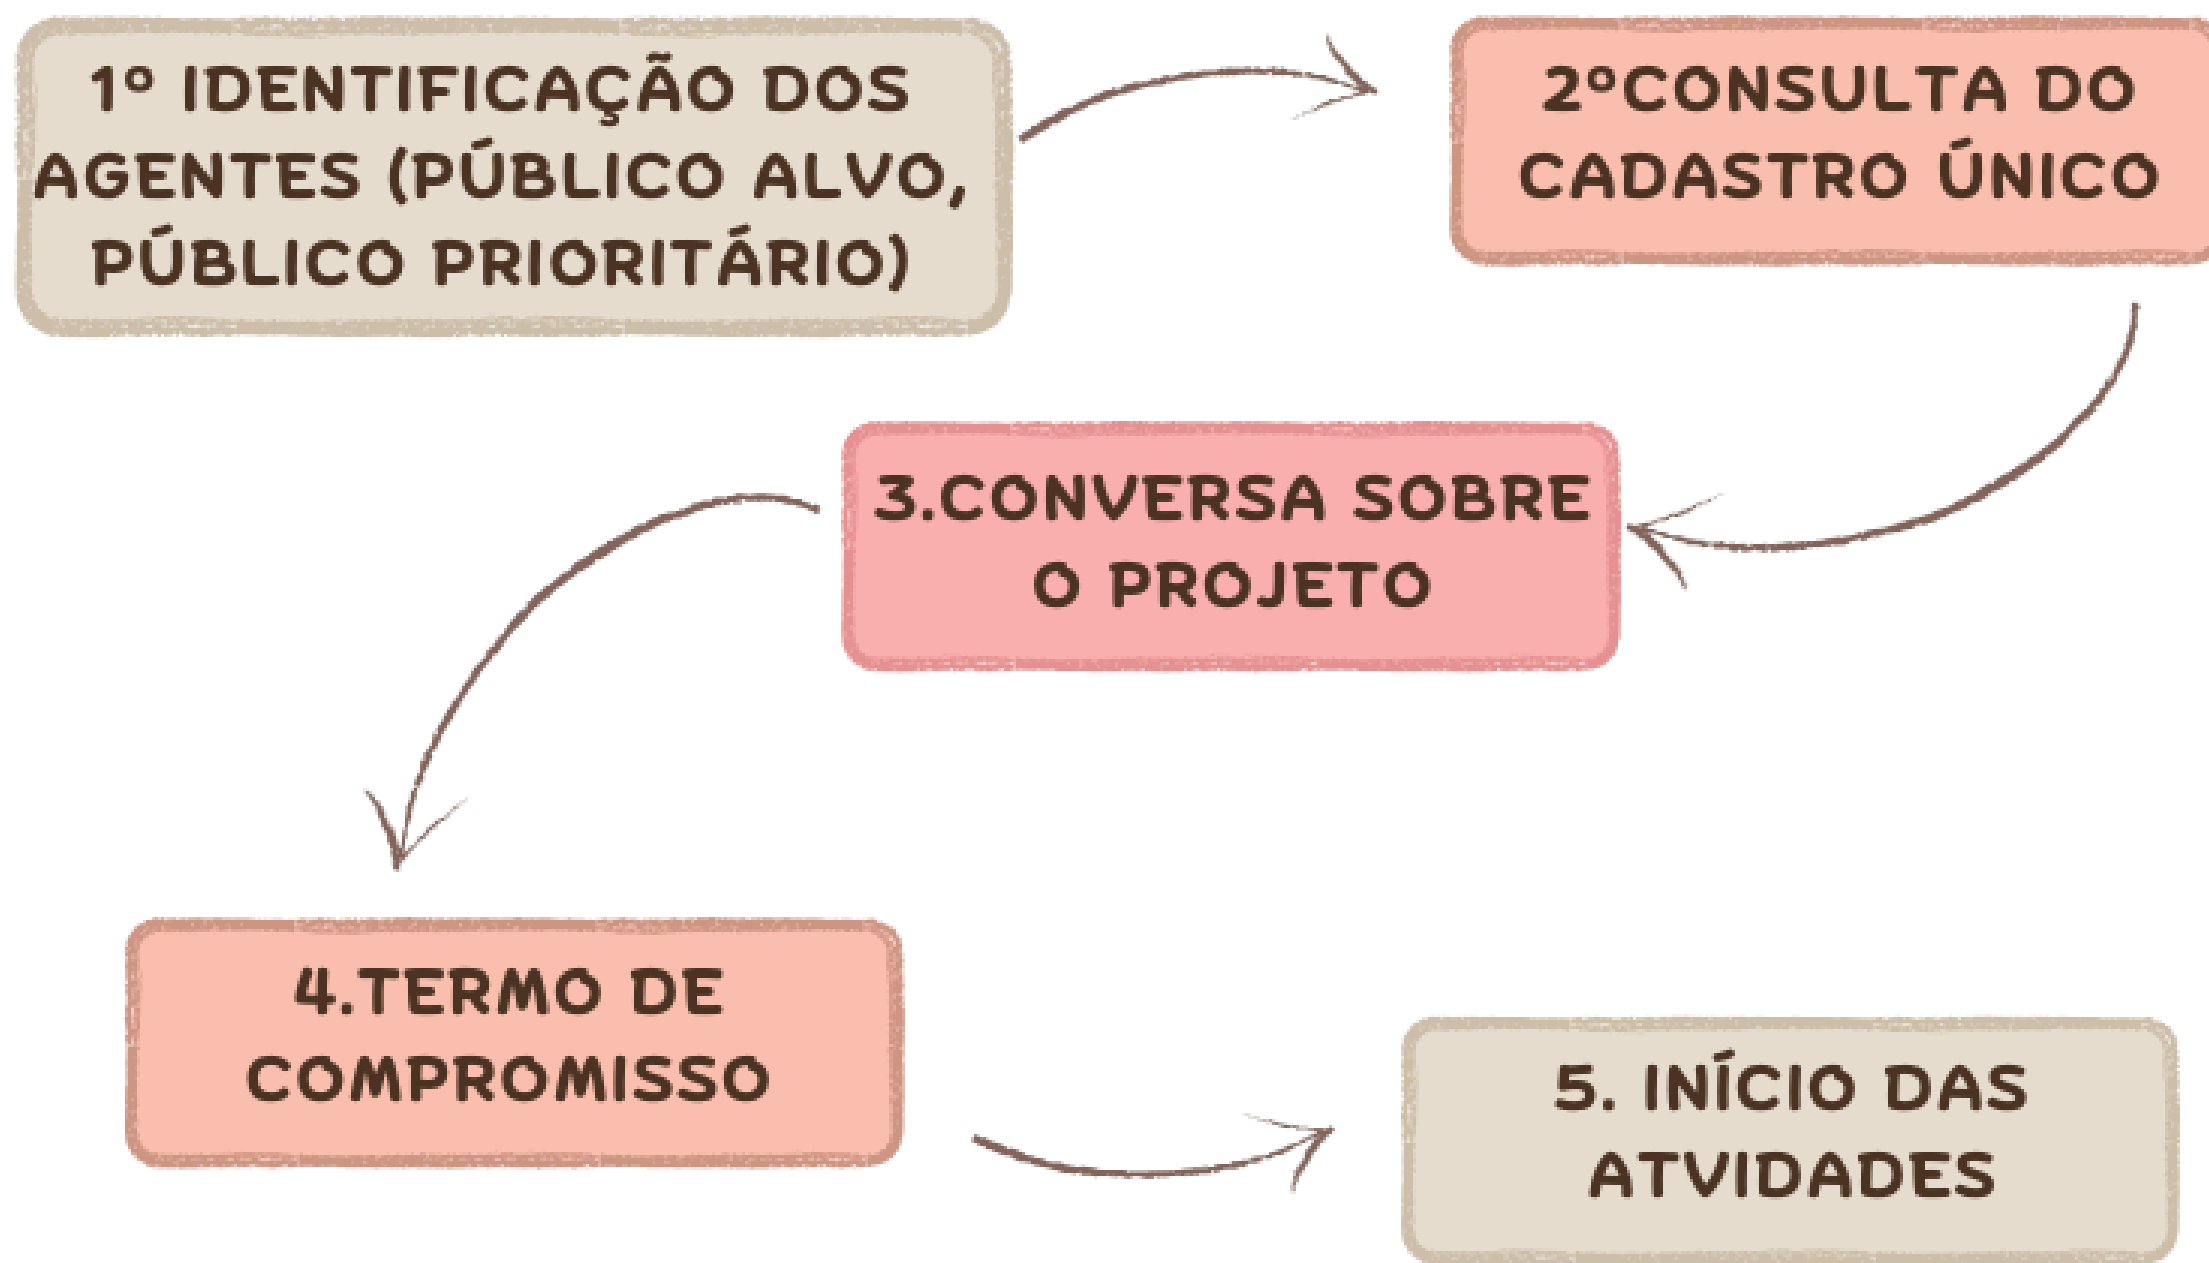 1º IDENTIFICAÇÃO DOS
AGENTES (PÚBLICO ALVO,
PÚBLICO PRIORITÁRIO)
2ºCONSULTA DO
CADASTRO ÚNICO
3.CONVERSA SOBRE
O PROJETO
4.TERMO DE
COMPROMISSO
5. INÍCIO DAS
ATVIDADES